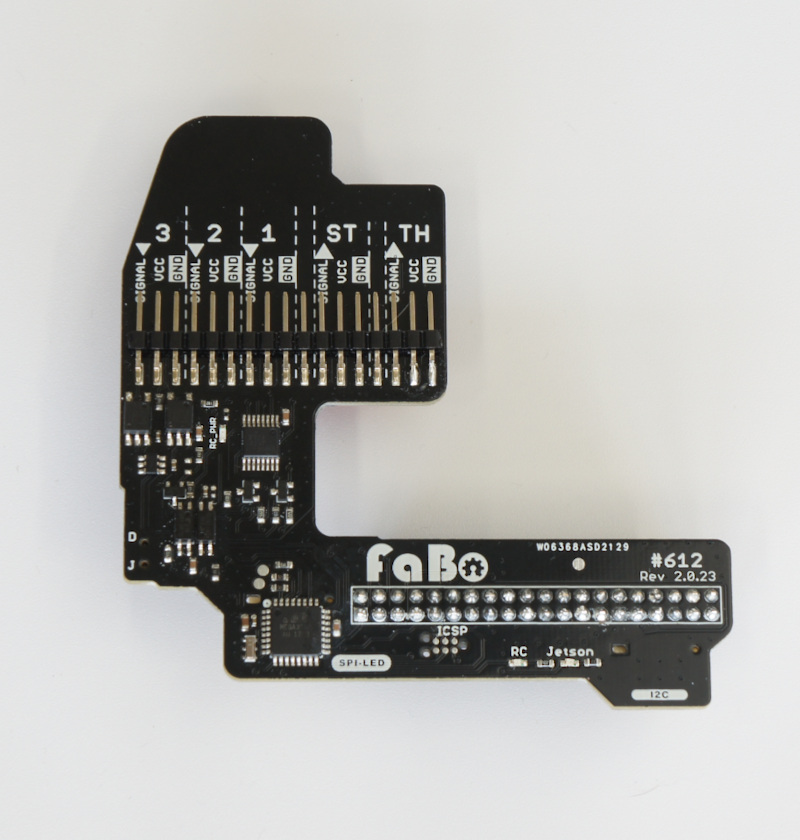 3 2 1 ST TH
SIGNAL VCC GND SIGNAL VCC GND SIGNAL VCC GND SIGNAL VCC GND SIGNAL VCC GND
RC_PWR
D
J
FaBo
W06368ASD2129
#612
Rev 2.0.23
ICSP
SPI-LED
RC Jetson
I2C